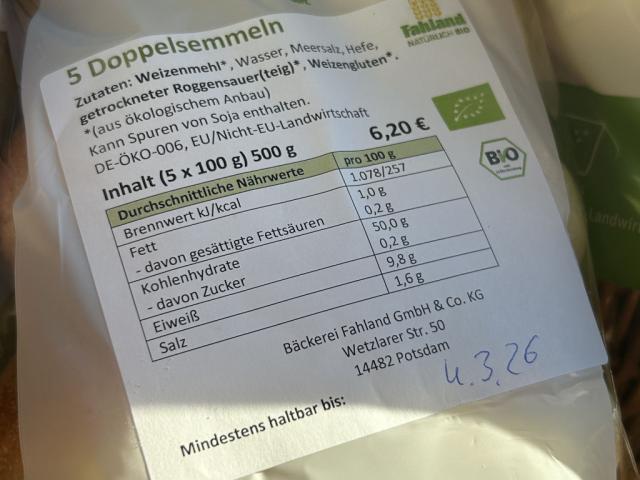 5 Doppelsemmeln
Fahland
NATÜRLICH BIO
Zutaten: Weizenmehl*, Wasser, Meersalz, Hefe,
getrockneter Roggensauer(teig)*, Weizengluten*.
*(aus ökologischem Anbau)
Kann Spuren von Soja enthalten.
DE-ÖKO-006, EU/Nicht-EU-Landwirtschaft
Inhalt (5 x 100 g) 500 g 6,20 €
BIO
Durchschnittliche Nährwerte pro 100 g
Brennwert kJ/kcal 1.078/257
Fett 1,0 g
- davon gesättigte Fettsäuren 0,2 g
Kohlenhydrate 50,0 g
- davon Zucker 0,2 g
Eiweiß 9,8 g
Salz 1,6 g
Bäckerei Fahland GmbH & Co. KG
Wetzlarer Str. 50
14482 Potsdam
Mindestens haltbar bis: 4.3.26